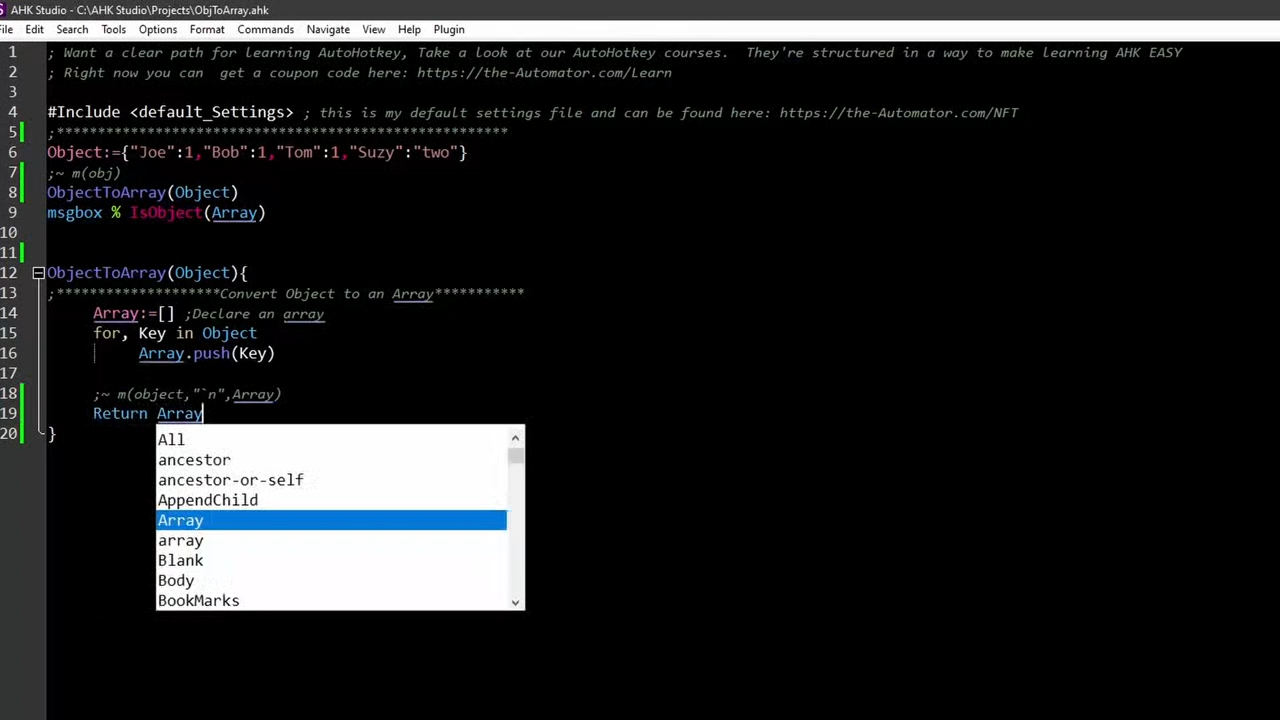 AHK Studio - C:\AHK Studio\Projects\ObjToArray.ahk
File Edit Search Tools Options Format Commands Navigate View Help Plugin
1 ; Want a clear path for learning AutoHotkey, Take a look at our AutoHotkey courses.  They're structured in a way to make learning AHK EASY
2 ; Right now you can  get a coupon code here: https://the-Automator.com/Learn
3
4 #Include <default_Settings> ; this is my default settings file and can be found here: https://the-Automator.com/NFT
5 ;*******************************************************
6 Object:={"Joe":1,"Bob":1,"Tom":1,"Suzy":"two"}
7 ;~ m(obj)
8 ObjectToArray(Object)
9 msgbox % IsObject(Array)
10
11
12 ObjectToArray(Object){
13 ;********************Convert Object to an Array***********
14 Array:=[] ;Declare an array
15 for, Key in Object
16 Array.push(Key)
17
18 ;~ m(object,"`n",Array)
19 Return Array
20 }
All
ancestor
ancestor-or-self
AppendChild
Array
array
Blank
Body
BookMarks